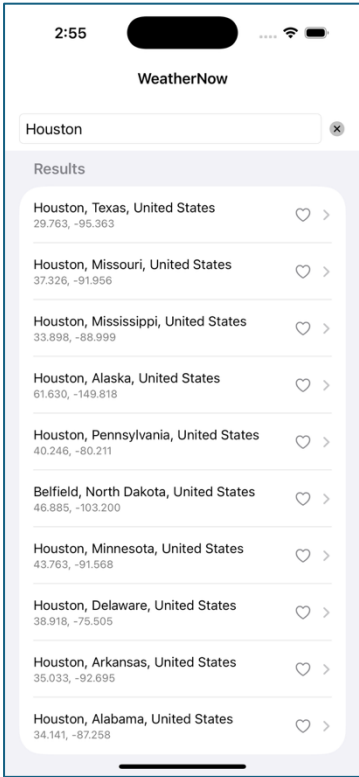 2:55
WeatherNow
Houston
Results
Houston, Texas, United States
29.763, -95.363
Houston, Missouri, United States
37.326, -91.956
Houston, Mississippi, United States
33.898, -88.999
Houston, Alaska, United States
61.630, -149.818
Houston, Pennsylvania, United States
40.246, -80.211
Belfield, North Dakota, United States
46.885, -103.200
Houston, Minnesota, United States
43.763, -91.568
Houston, Delaware, United States
38.918, -75.505
Houston, Arkansas, United States
35.033, -92.695
Houston, Alabama, United States
34.141, -87.258